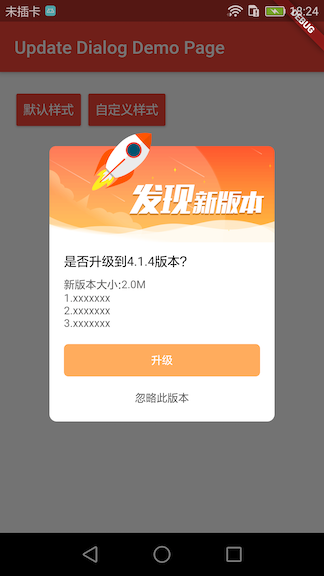 未插卡 18:24
DEBUG
Update Dialog Demo Page
默认样式 自定义样式
发现新版本
是否升级到4.1.4版本?
新版本大小:2.0M
1.xxxxxxx
2.xxxxxxx
3.xxxxxxx
升级
忽略此版本